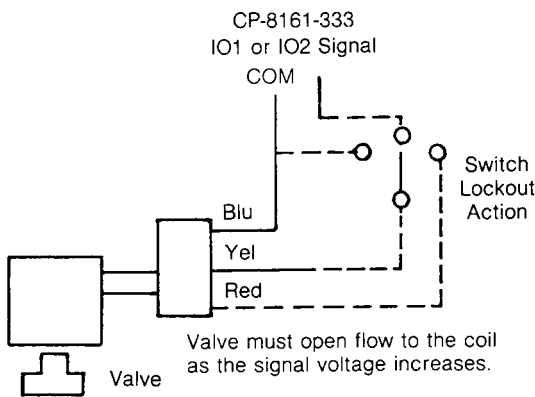 CP-8161-333
IO1 or IO2 Signal
COM
Switch
Lockout
Action
Blu
Yel
Red
Valve must open flow to the coil
as the signal voltage increases.
Valve